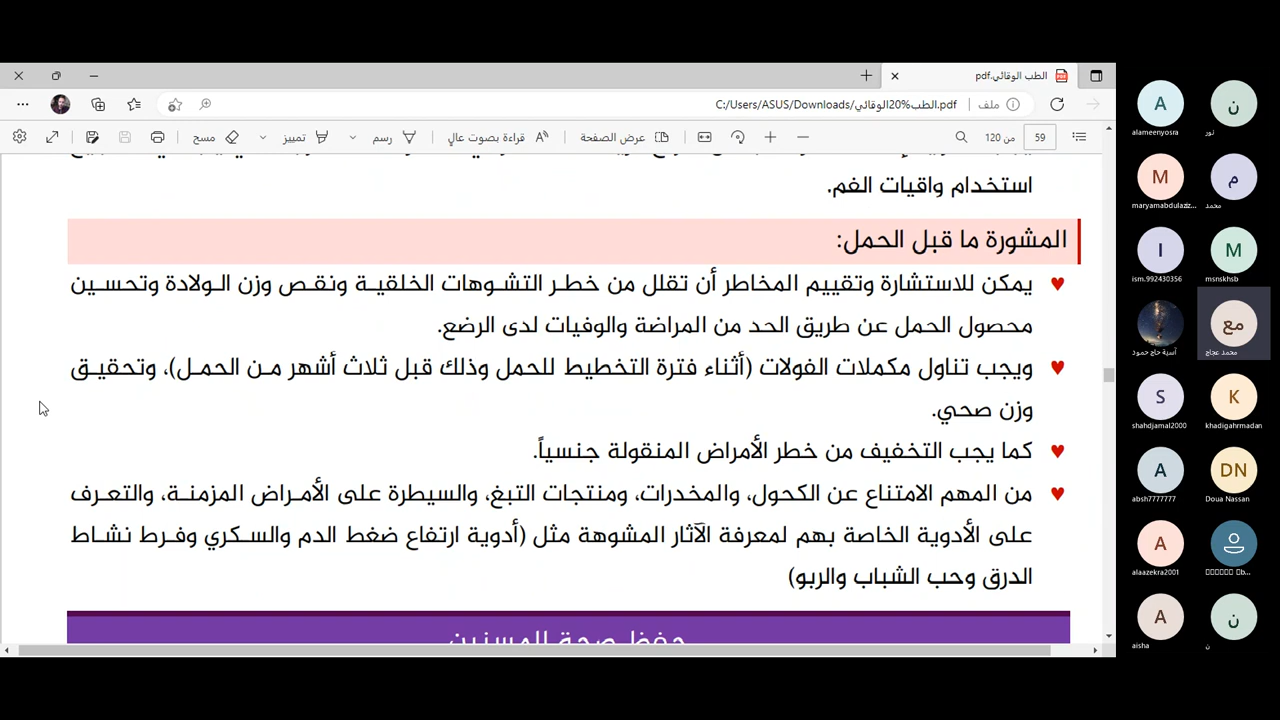 الطب الوقائي.pdf
ملف
C:/Users/ASUS/Downloads/الطب%20الوقائي.pdf
59
من 120
عرض الصفحة
قراءة بصوت عالٍ
رسم
تمييز
مسح
استخدام واقيات الفم.
المشورة ما قبل الحمل:
يمكن للاستشارة وتقييم المخاطر أن تقلل من خطر التشوهات الخلقية ونقص وزن الولادة وتحسين
محصول الحمل عن طريق الحد من المراضة والوفيات لدى الرضع.
ويجب تناول مكملات الفولات (أثناء فترة التخطيط للحمل وذلك قبل ثلاث أشهر من الحمل)، وتحقيق
وزن صحي.
كما يجب التخفيف من خطر الأمراض المنقولة جنسياً.
من المهم الامتناع عن الكحول، والمخدرات، ومنتجات التبغ، والسيطرة على الأمراض المزمنة، والتعرف
على الأدوية الخاصة بهم لمعرفة الآثار المشوهة مثل (أدوية ارتفاع ضغط الدم والسكري وفرط نشاط
الدرق وحب الشباب والربو)
حفظ صحة المسنين
A
alameenyosra
ن
نور
M
maryamabdulaziz...
م
محمد
I
ism.992430356
M
msnskhsb
آسية حاج حمود
مع
محمد عجاج
S
shahdjamal2000
K
khadigahrmadan
A
absh7777777
DN
Doua Nassan
A
alaazekra2001
A
aisha
ن
ن